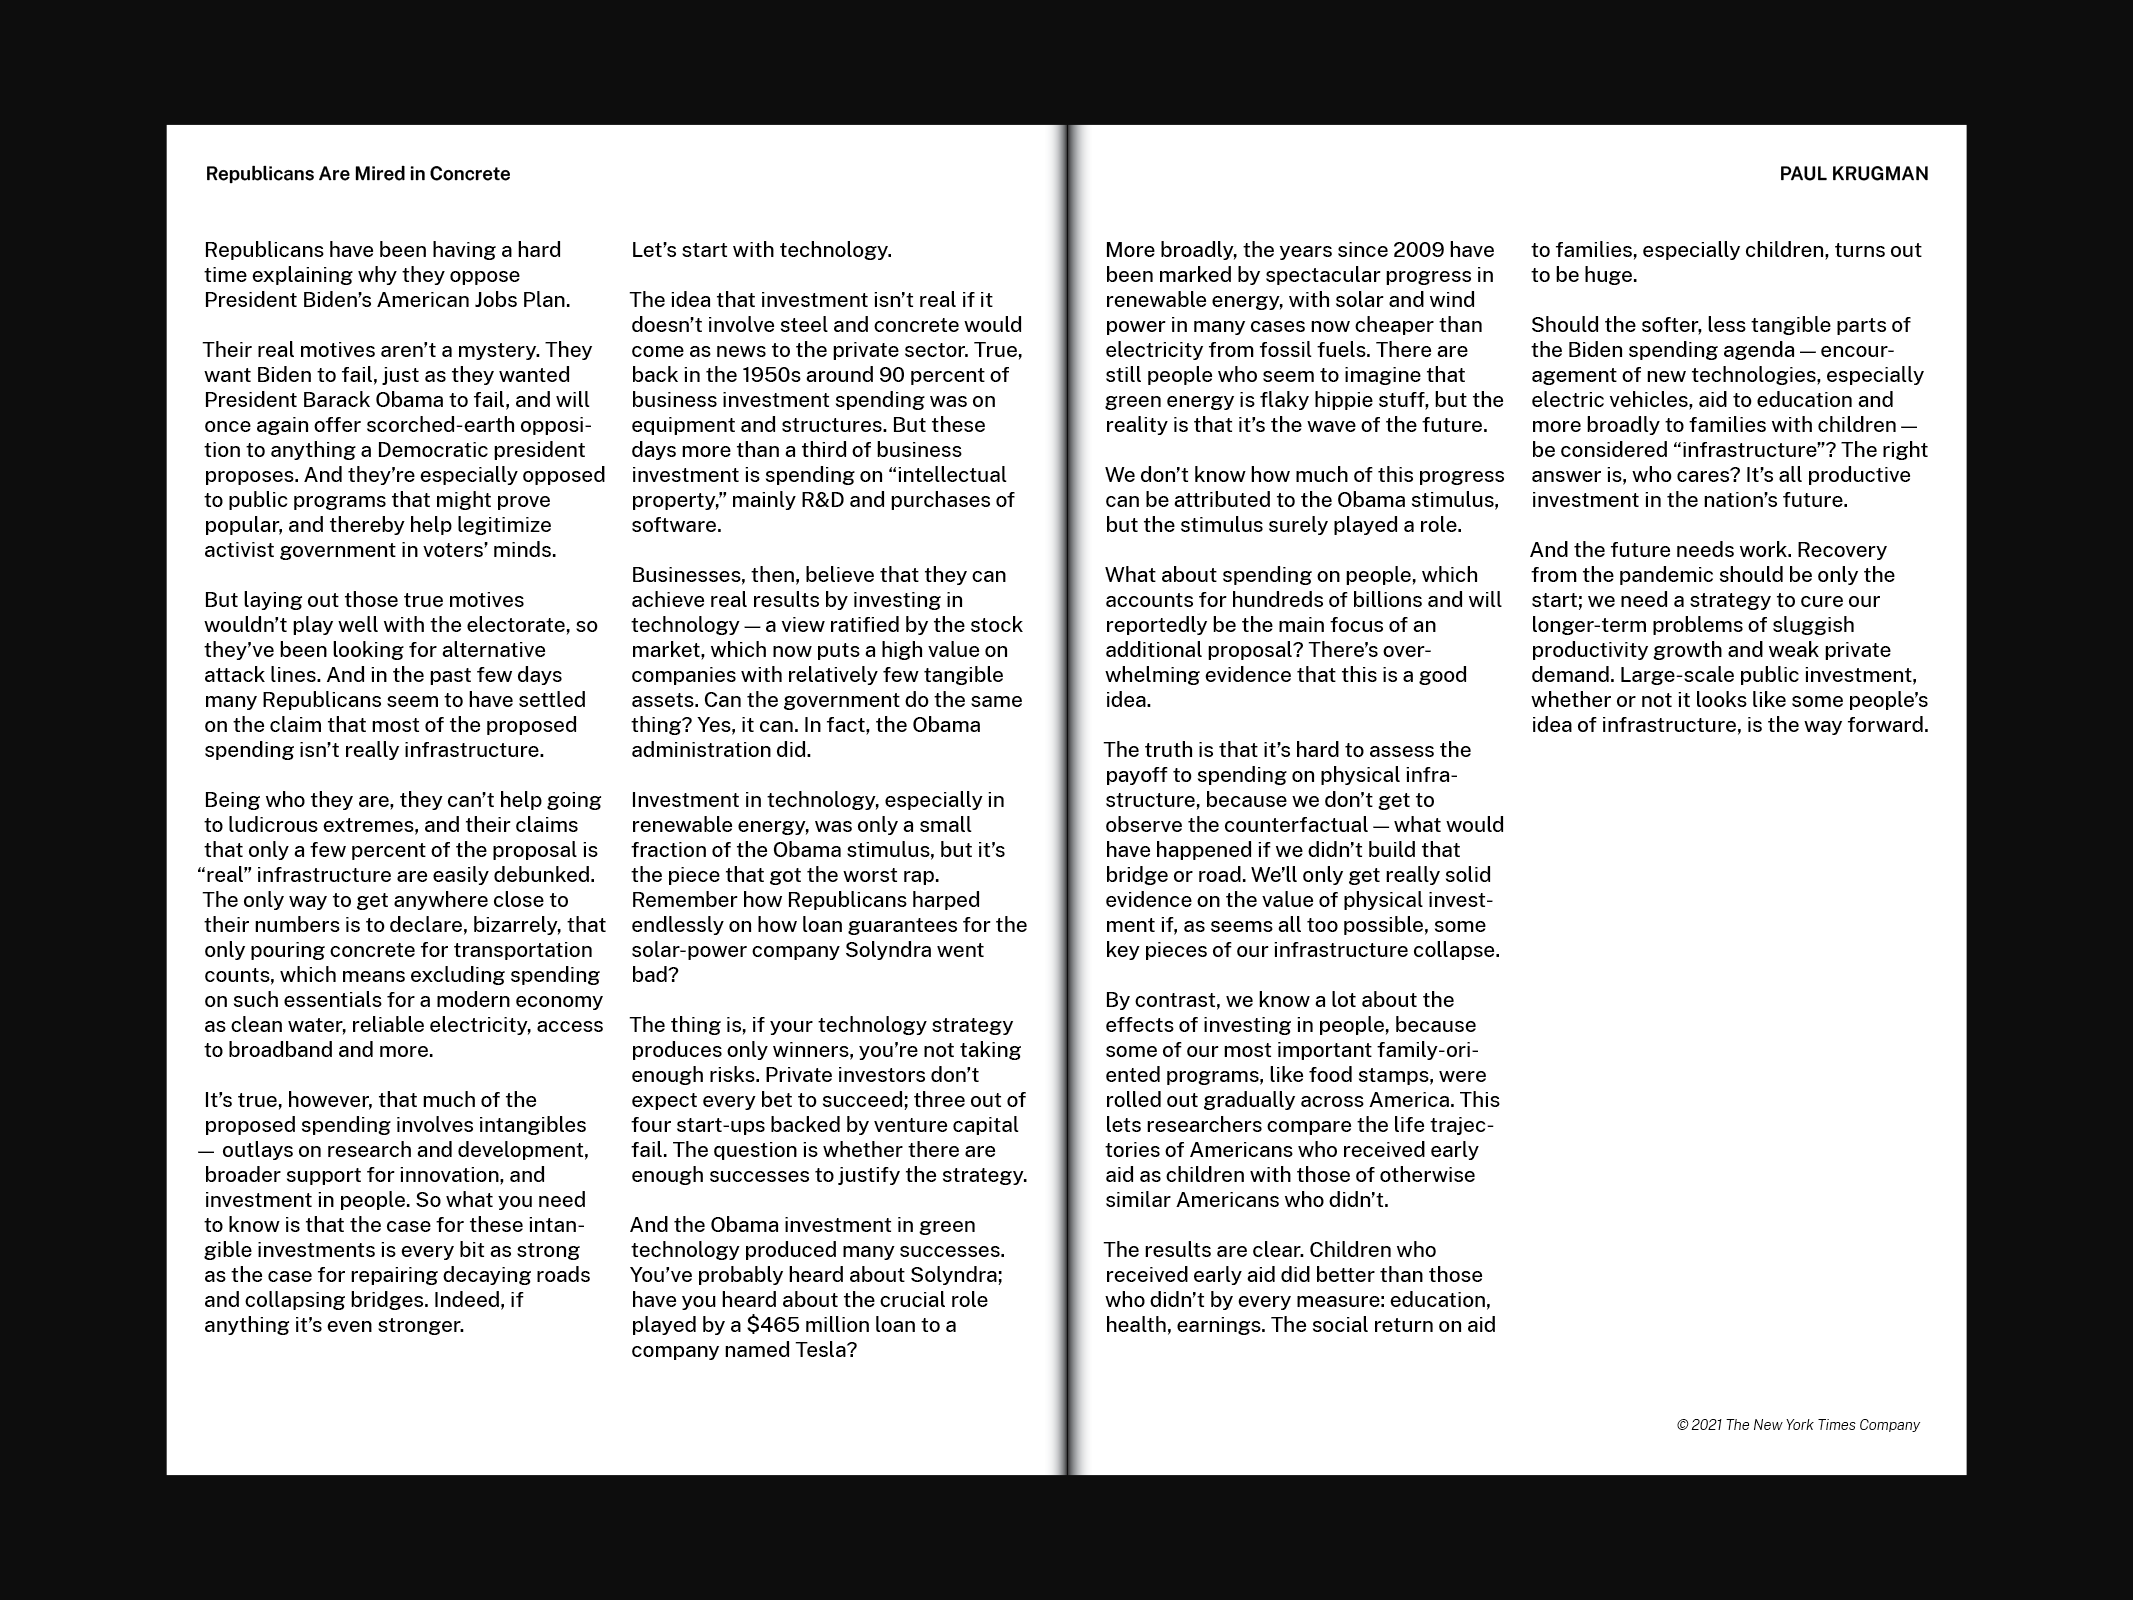 Republicans Are Mired in Concrete
PAUL KRUGMAN
Republicans have been having a hard
time explaining why they oppose
President Biden’s American Jobs Plan.
Their real motives aren’t a mystery. They
want Biden to fail, just as they wanted
President Barack Obama to fail, and will
once again offer scorched-earth opposi-
tion to anything a Democratic president
proposes. And they’re especially opposed
to public programs that might prove
popular, and thereby help legitimize
activist government in voters’ minds.
But laying out those true motives
wouldn’t play well with the electorate, so
they’ve been looking for alternative
attack lines. And in the past few days
many Republicans seem to have settled
on the claim that most of the proposed
spending isn’t really infrastructure.
Being who they are, they can’t help going
to ludicrous extremes, and their claims
that only a few percent of the proposal is
“real” infrastructure are easily debunked.
The only way to get anywhere close to
their numbers is to declare, bizarrely, that
only pouring concrete for transportation
counts, which means excluding spending
on such essentials for a modern economy
as clean water, reliable electricity, access
to broadband and more.
It’s true, however, that much of the
proposed spending involves intangibles
— outlays on research and development,
broader support for innovation, and
investment in people. So what you need
to know is that the case for these intan-
gible investments is every bit as strong
as the case for repairing decaying roads
and collapsing bridges. Indeed, if
anything it’s even stronger.
Let’s start with technology.
The idea that investment isn’t real if it
doesn’t involve steel and concrete would
come as news to the private sector. True,
back in the 1950s around 90 percent of
business investment spending was on
equipment and structures. But these
days more than a third of business
investment is spending on “intellectual
property,” mainly R&D and purchases of
software.
Businesses, then, believe that they can
achieve real results by investing in
technology — a view ratified by the stock
market, which now puts a high value on
companies with relatively few tangible
assets. Can the government do the same
thing? Yes, it can. In fact, the Obama
administration did.
Investment in technology, especially in
renewable energy, was only a small
fraction of the Obama stimulus, but it’s
the piece that got the worst rap.
Remember how Republicans harped
endlessly on how loan guarantees for the
solar-power company Solyndra went
bad?
The thing is, if your technology strategy
produces only winners, you’re not taking
enough risks. Private investors don’t
expect every bet to succeed; three out of
four start-ups backed by venture capital
fail. The question is whether there are
enough successes to justify the strategy.
And the Obama investment in green
technology produced many successes.
You’ve probably heard about Solyndra;
have you heard about the crucial role
played by a $465 million loan to a
company named Tesla?
More broadly, the years since 2009 have
been marked by spectacular progress in
renewable energy, with solar and wind
power in many cases now cheaper than
electricity from fossil fuels. There are
still people who seem to imagine that
green energy is flaky hippie stuff, but the
reality is that it’s the wave of the future.
We don’t know how much of this progress
can be attributed to the Obama stimulus,
but the stimulus surely played a role.
What about spending on people, which
accounts for hundreds of billions and will
reportedly be the main focus of an
additional proposal? There’s over-
whelming evidence that this is a good
idea.
The truth is that it’s hard to assess the
payoff to spending on physical infra-
structure, because we don’t get to
observe the counterfactual — what would
have happened if we didn’t build that
bridge or road. We’ll only get really solid
evidence on the value of physical invest-
ment if, as seems all too possible, some
key pieces of our infrastructure collapse.
By contrast, we know a lot about the
effects of investing in people, because
some of our most important family-ori-
ented programs, like food stamps, were
rolled out gradually across America. This
lets researchers compare the life trajec-
tories of Americans who received early
aid as children with those of otherwise
similar Americans who didn’t.
The results are clear. Children who
received early aid did better than those
who didn’t by every measure: education,
health, earnings. The social return on aid
to families, especially children, turns out
to be huge.
Should the softer, less tangible parts of
the Biden spending agenda — encour-
agement of new technologies, especially
electric vehicles, aid to education and
more broadly to families with children —
be considered “infrastructure”? The right
answer is, who cares? It’s all productive
investment in the nation’s future.
And the future needs work. Recovery
from the pandemic should be only the
start; we need a strategy to cure our
longer-term problems of sluggish
productivity growth and weak private
demand. Large-scale public investment,
whether or not it looks like some people’s
idea of infrastructure, is the way forward.
© 2021 The New York Times Company